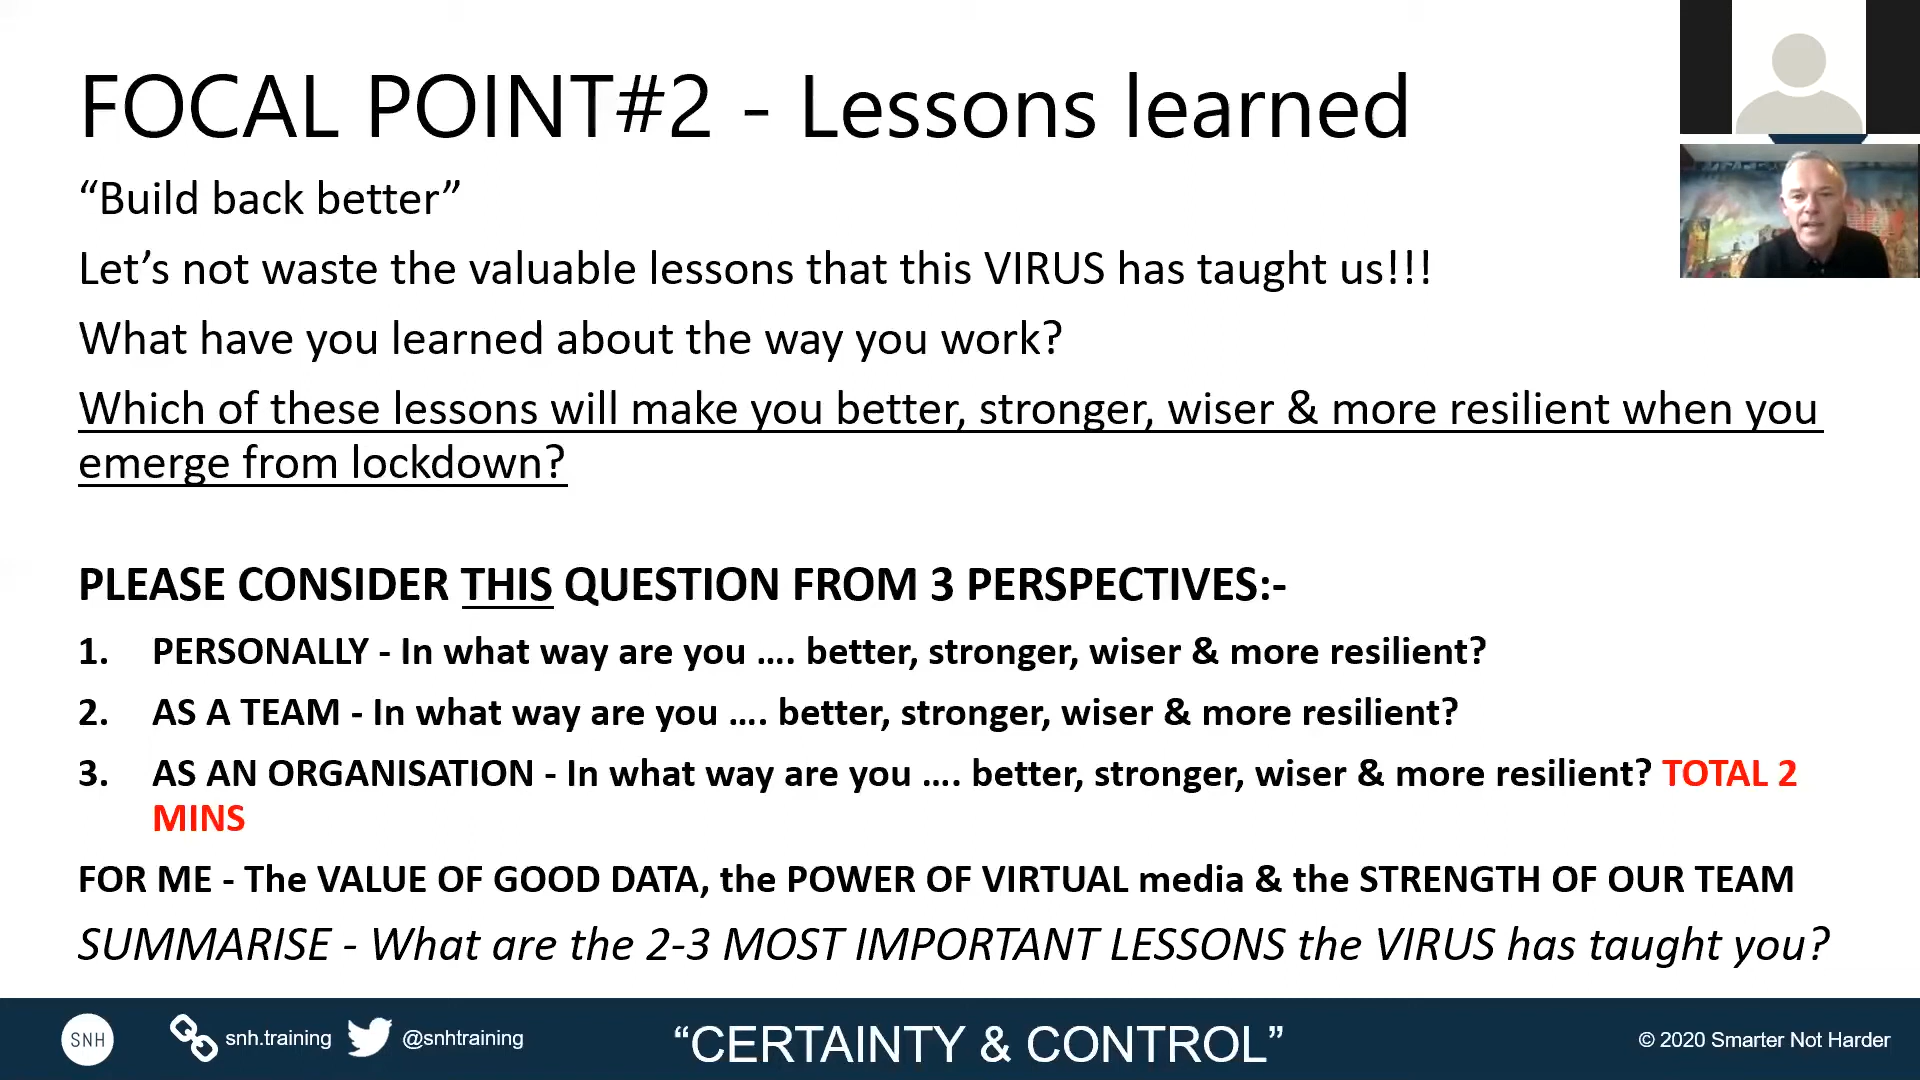 FOCAL POINT#2 - Lessons learned
“Build back better”
Let’s not waste the valuable lessons that this VIRUS has taught us!!!
What have you learned about the way you work?
Which of these lessons will make you better, stronger, wiser & more resilient when you
emerge from lockdown?
PLEASE CONSIDER THIS QUESTION FROM 3 PERSPECTIVES:-
1. PERSONALLY - In what way are you …. better, stronger, wiser & more resilient?
2. AS A TEAM - In what way are you …. better, stronger, wiser & more resilient?
3. AS AN ORGANISATION - In what way are you …. better, stronger, wiser & more resilient? TOTAL 2
MINS
FOR ME - The VALUE OF GOOD DATA, the POWER OF VIRTUAL media & the STRENGTH OF OUR TEAM
SUMMARISE - What are the 2-3 MOST IMPORTANT LESSONS the VIRUS has taught you?
SNH snh.training @snhtraining “CERTAINTY & CONTROL” © 2020 Smarter Not Harder